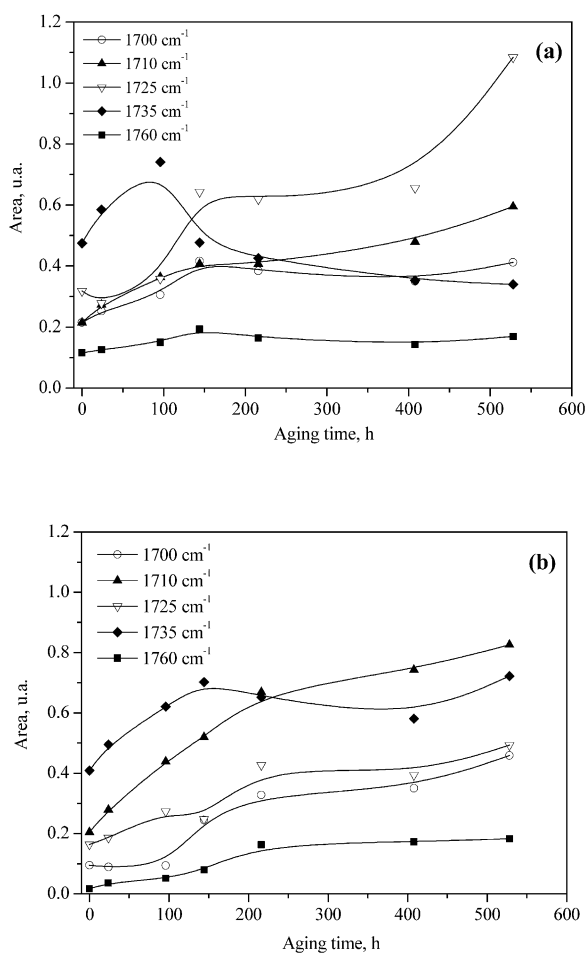 1.2
1.0
0.8
0.6
0.4
0.2
0.0
Area, u.a.
1700 cm⁻¹
1710 cm⁻¹
1725 cm⁻¹
1735 cm⁻¹
1760 cm⁻¹
(a)
0 100 200 300 400 500 600
Aging time, h
1.2
1.0
0.8
0.6
0.4
0.2
0.0
Area, u.a.
1700 cm⁻¹
1710 cm⁻¹
1725 cm⁻¹
1735 cm⁻¹
1760 cm⁻¹
(b)
0 100 200 300 400 500 600
Aging time, h